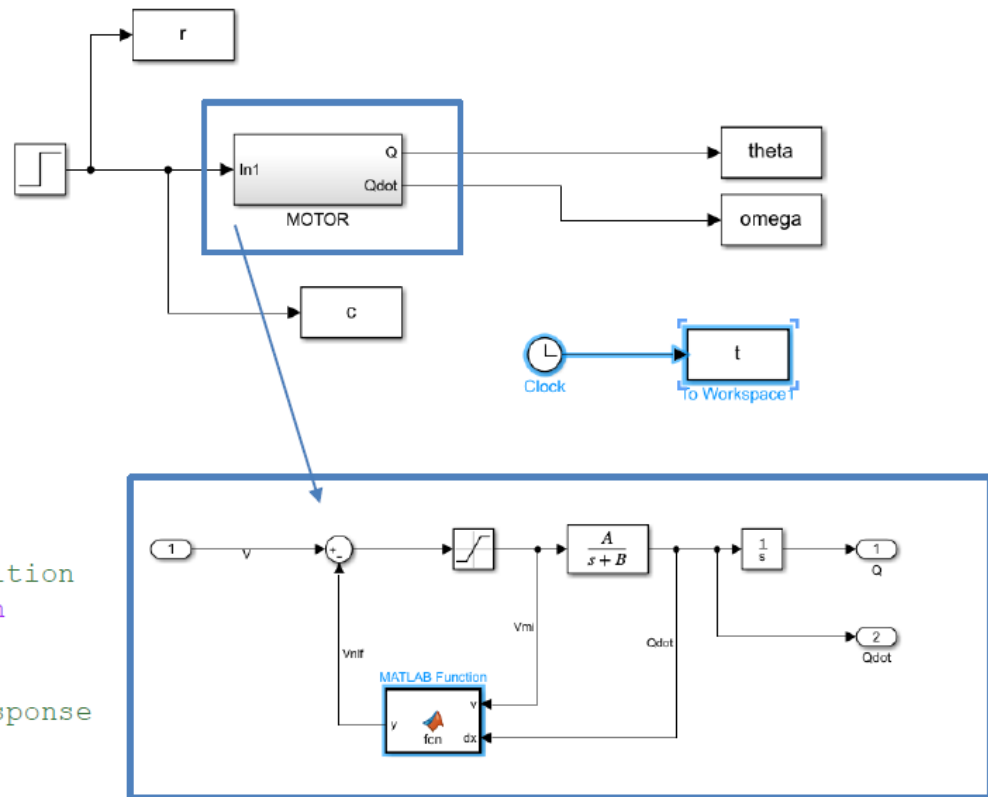 r
In1
Q
Qdot
MOTOR
theta
omega
c
t
Clock
To Workspace1
1
V
+
-
A
s + B
1
s
1
Q
Vmi
Qdot
Vnlf
2
Qdot
MATLAB Function
v
y
fcn
dx
ition
n
sponse